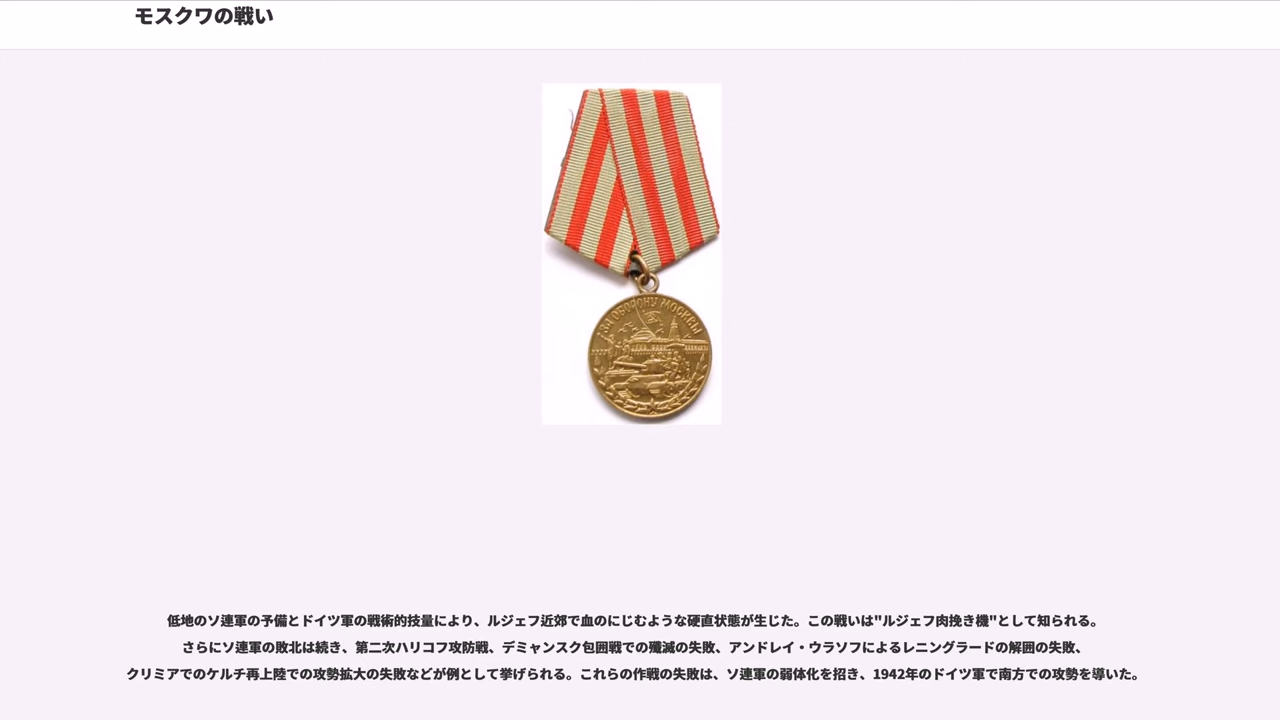 モスクワの戦い
ЗА ОБОРОНУ МОСКВЫ
低地のソ連軍の予備とドイツ軍の戦術的技量により、ルジェフ近郊で血のにじむような硬直状態が生じた。この戦いは"ルジェフ肉挽き機"として知られる。
さらにソ連軍の敗北は続き、第二次ハリコフ攻防戦、デミャンスク包囲戦での殲滅の失敗、アンドレイ・ウラソフによるレニングラードの解囲の失敗、
クリミアでのケルチ再上陸での攻勢拡大の失敗などが例として挙げられる。これらの作戦の失敗は、ソ連軍の弱体化を招き、1942年のドイツ軍で南方での攻勢を導いた。